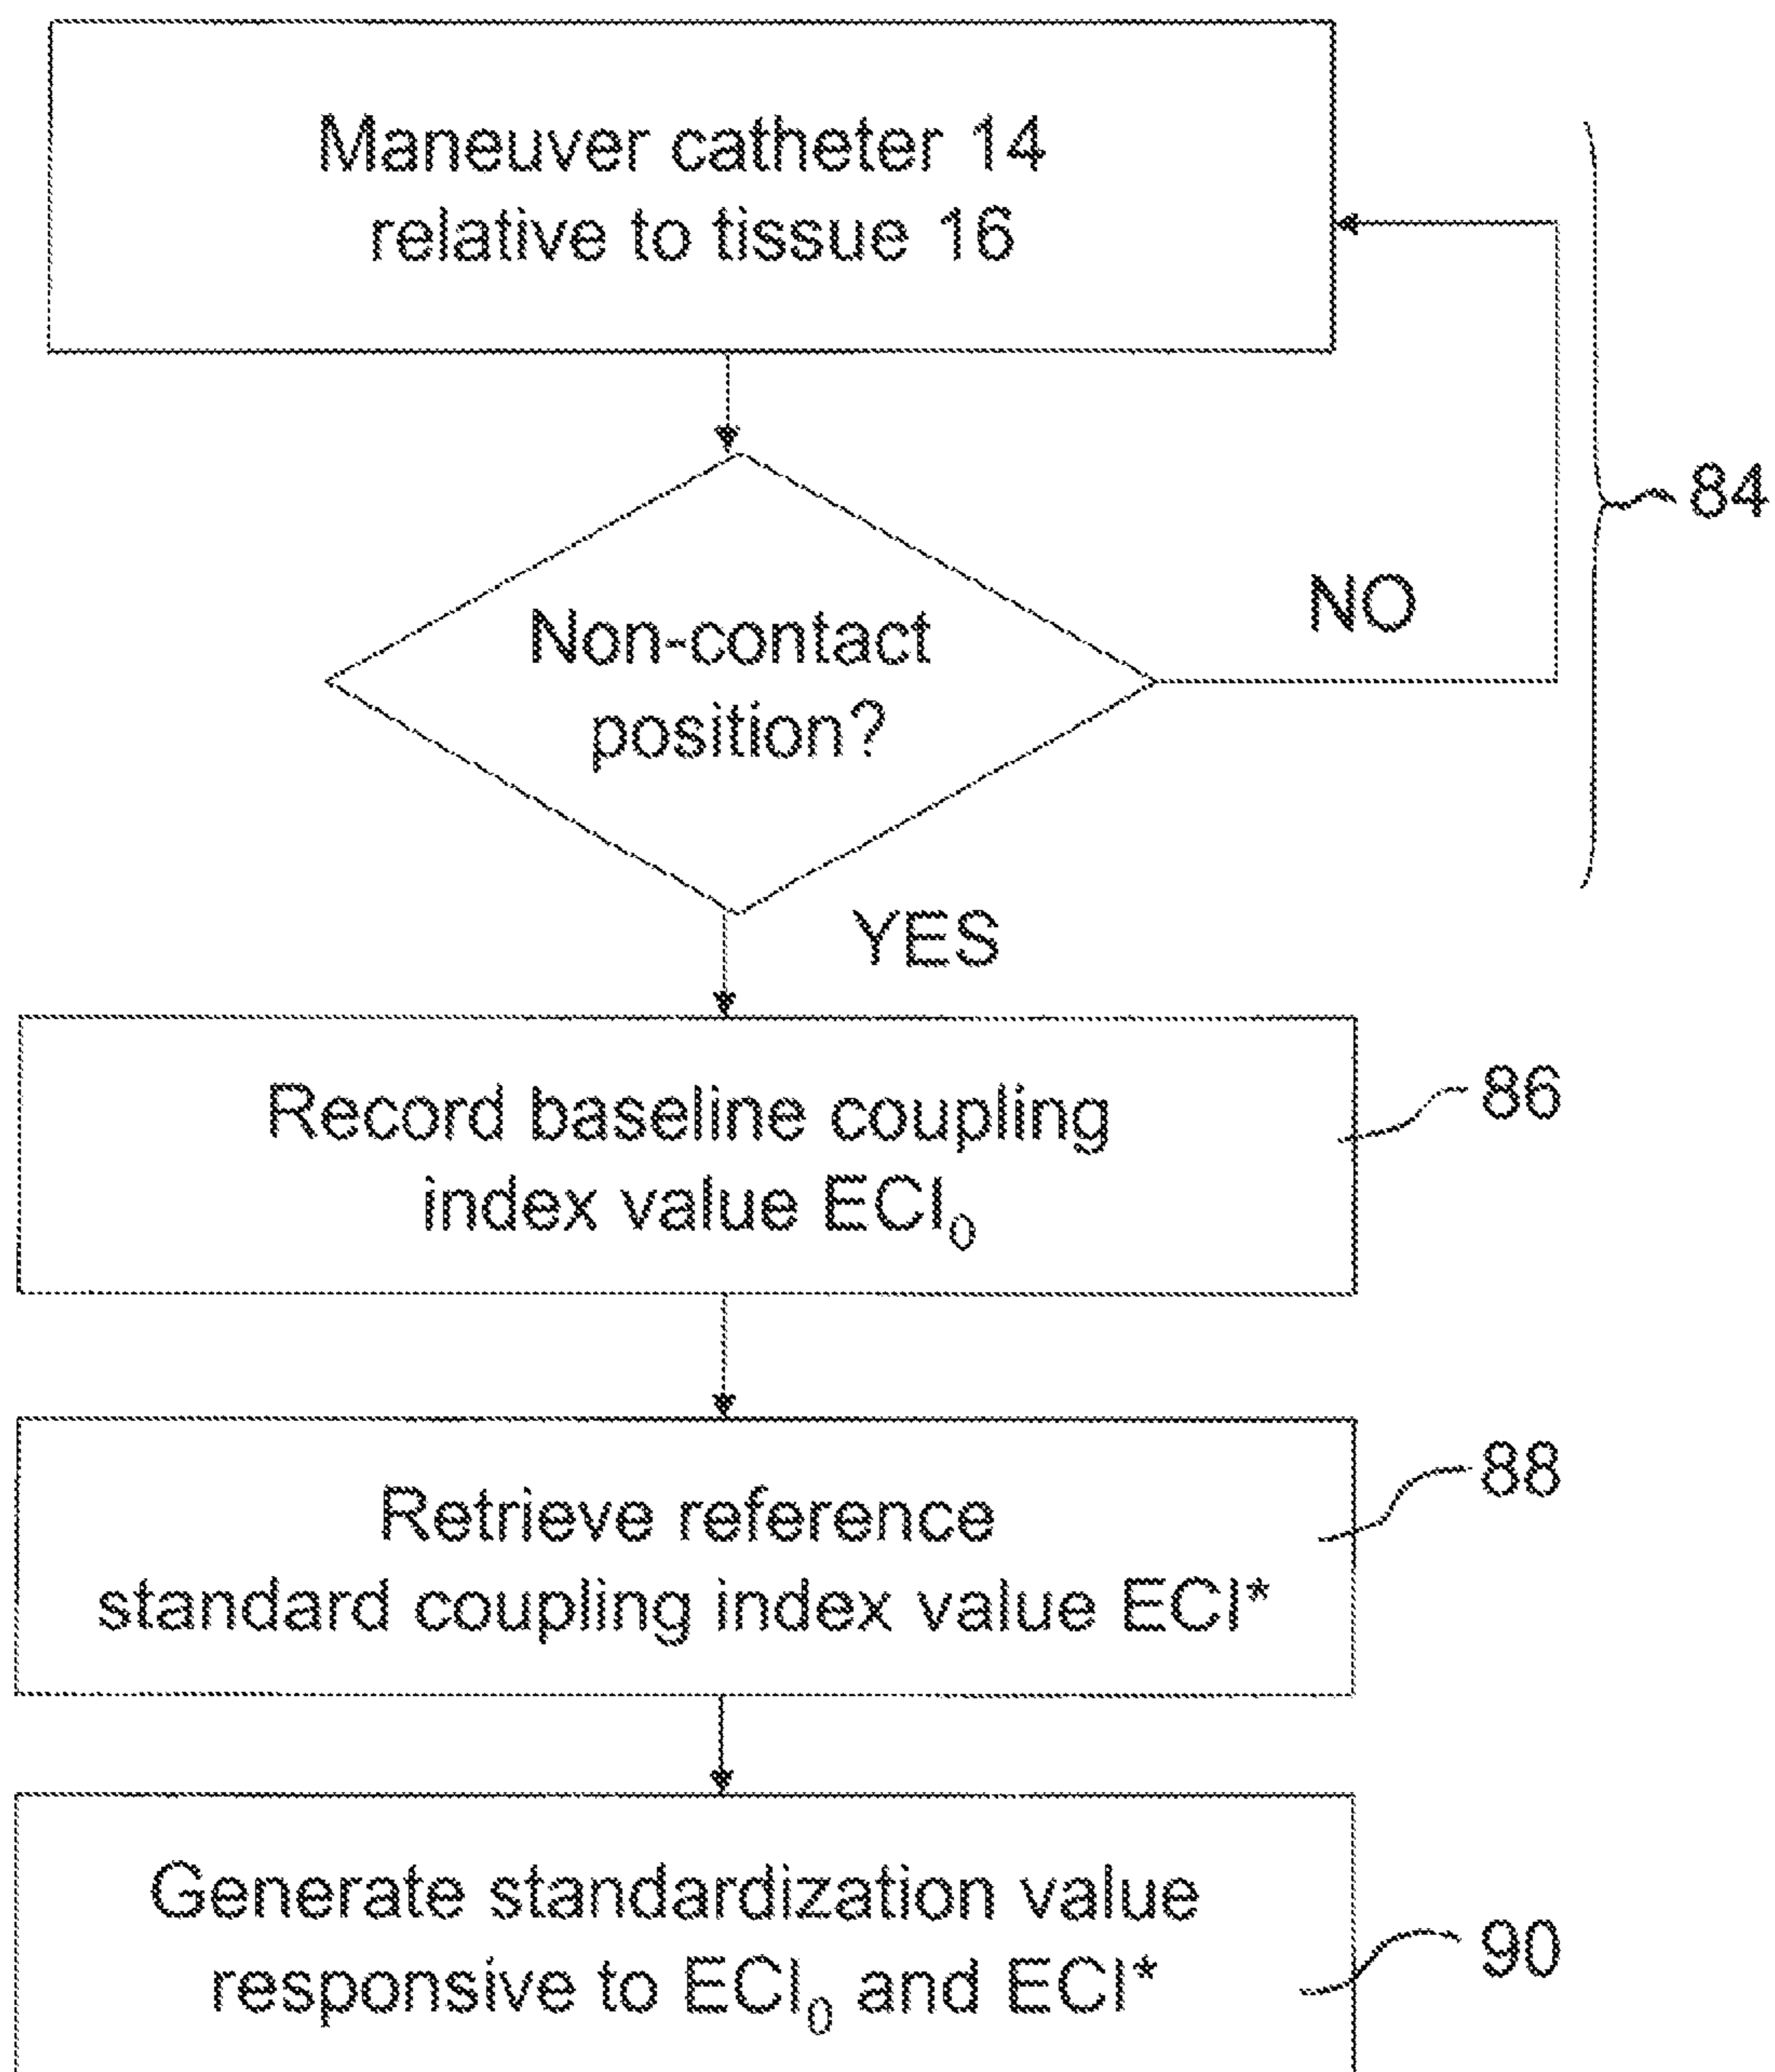 Maneuver catheter 14
relative to tissue 16
84
NO
Non-contact
position?
YES
Record baseline coupling
index value ECI₀
86
Retrieve reference
standard coupling index value ECI*
88
Generate standardization value
responsive to ECI₀ and ECI*
90